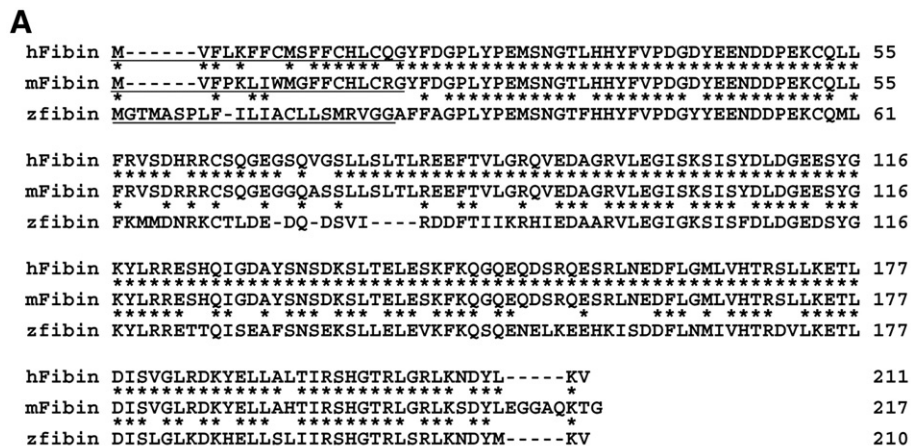 A
hFibin M------VFLKFFCMSFFCHLCQGYFDGPLYPEMSNGTLHHYFVPDGDYEENDDPEKCQLL 55
mFibin M------VFPKLIWMGFFCHLCRGYFDGPLYPEMSNGTLHHYFVPDGDYEENDDPEKCQLL 55
zfibin MGTMASPLF-ILIACLLSMRVGGAFFAGPLYPEMSNGTFHHYFVPDGYYEENDDPEKCQML 61
hFibin FRVSDHRRCSQGEGSQVGSLLSLTLREEFTVLGRQVEDAGRVLEGISKSISYDLDGEESYG 116
mFibin FRVSDRRRCSQGEGGQASSLLSLTLREEFTVLGRQVEDAGRVLEGISKSISYDLDGEESYG 116
zfibin FKMMDNRKCTLDE-DQ-DSVI----RDDFTIIKRHIEDAARVLEGIGKSISFDLDGEDSYG 116
hFibin KYLRRESHQIGDAYSNSDKSLTELESKFKQGQEQDSRQESRLNEDFLGMLVHTRSLLKETL 177
mFibin KYLRRESHQIGDAYSNSDKSLTELESKFKQGQEQDSRQESRLNEDFLGMLVHTRSLLKETL 177
zfibin KYLRRETTQISEAFSNSEKSLLELEVKFKQSQENELKEEHKISDDFLNMIVHTRDVLKETL 177
hFibin DISVGLRDKYELLALTIRSHGTRLGRLKNDYL-----KV 211
mFibin DISVGLRDKYELLAHTIRSHGTRLGRLKSDYLEGGAQKTG 217
zfibin DISLGLKDKHELLSLIIRSHGTRLSRLKNDYM-----KV 210